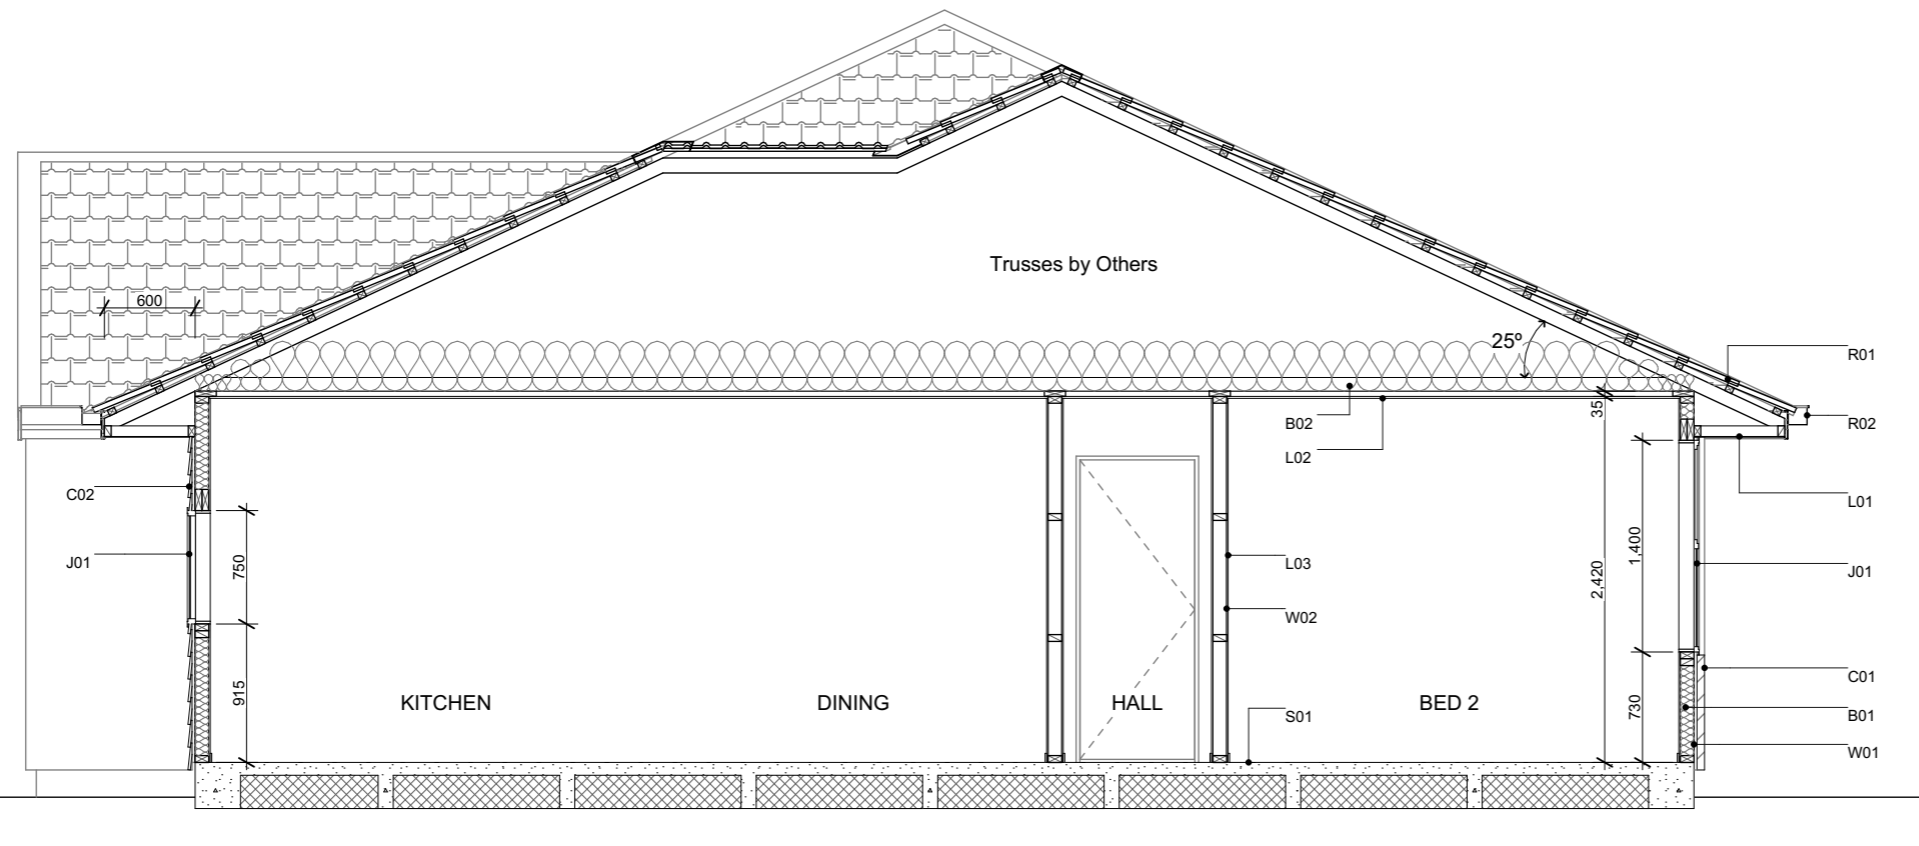 Trusses by Others
600
25º
R01
R02
35
B02
L02
C02
L01
J01
750
L03
2,420
1,400
J01
W02
915
KITCHEN
DINING
HALL
BED 2
730
C01
S01
B01
W01